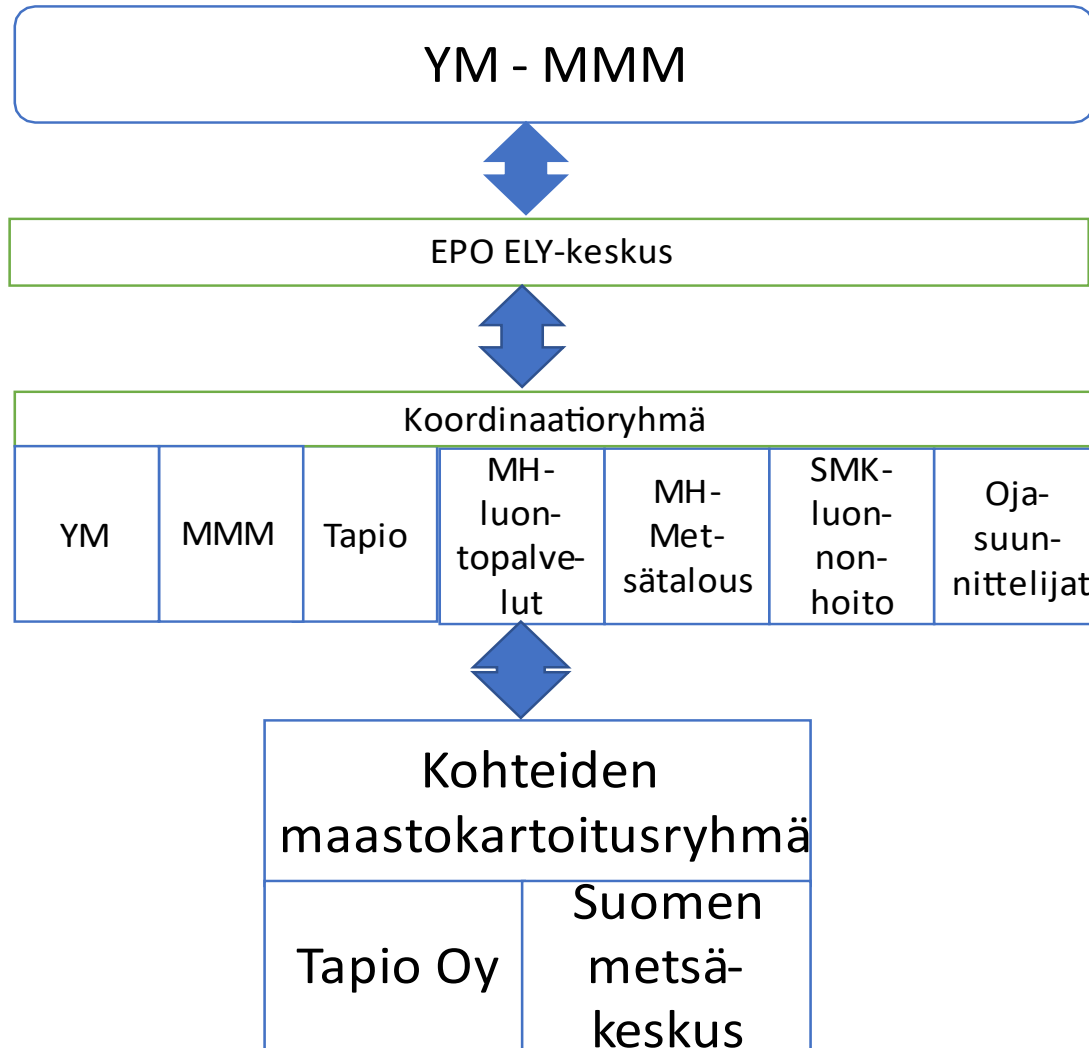 YM - MMM
EPO ELY-keskus
Koordinaatioryhmä
YM
MMM
Tapio
MH-
luon-
topalve-
lut
MH-
Met-
sätalous
SMK-
luon-
non-
hoito
Oja-
suun-
nittelijat
Kohteiden
maastokartoitusryhmä
Tapio Oy
Suomen
metsä-
keskus